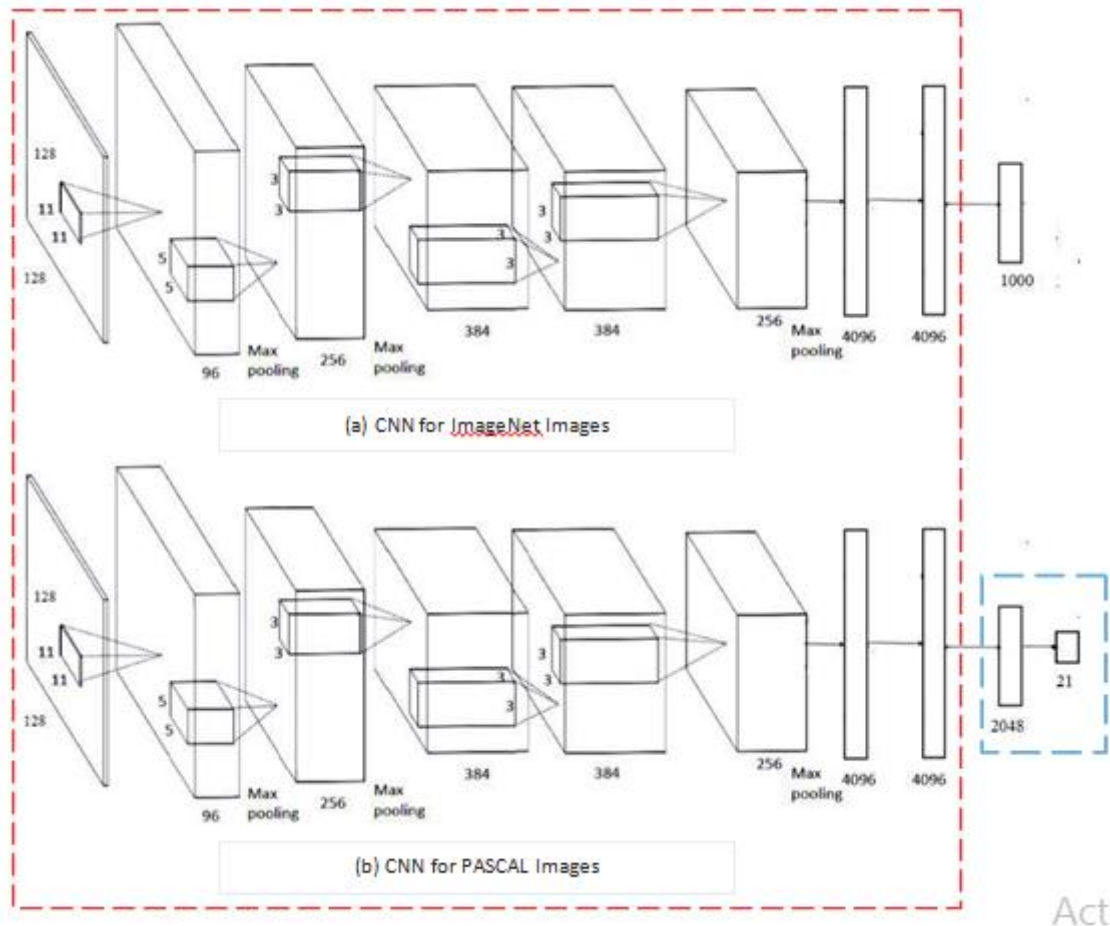 128
11
11
128
5
5
96
Max
pooling
3
3
256
Max
pooling
3
3
384
3
3
384
256
Max
pooling
4096
4096
1000
(a) CNN for ImageNet Images
128
11
11
128
5
5
96
Max
pooling
3
3
256
Max
pooling
3
3
384
3
3
384
256
Max
pooling
4096
4096
2048
21
(b) CNN for PASCAL Images
Act